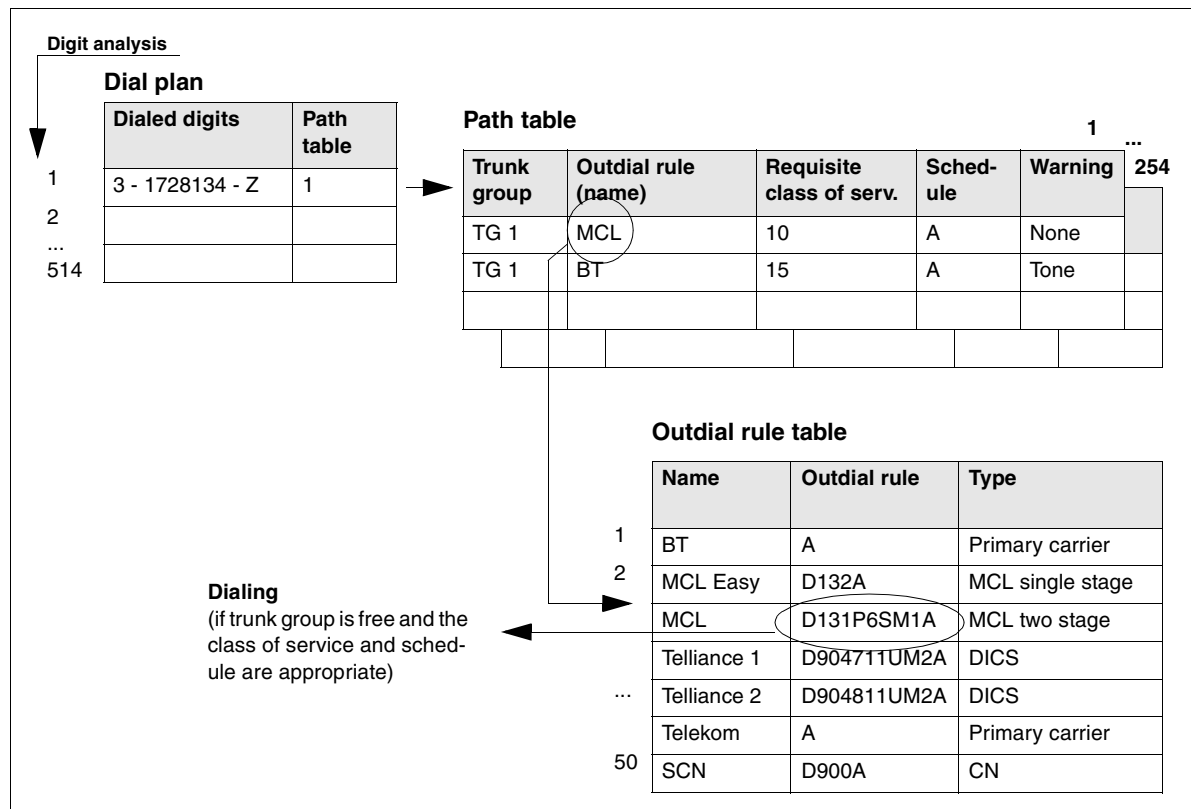 Digit analysis
Dial plan
Dialed digits Path
table
1 3 - 1728134 - Z 1
2
...
514
Path table
1 ... 254
Trunk
group Outdial rule
(name) Requisite
class of serv. Sched-
ule Warning
TG 1 MCL 10 A None
TG 1 BT 15 A Tone
Outdial rule table
Name Outdial rule Type
1 BT A Primary carrier
2 MCL Easy D132A MCL single stage
MCL D131P6SM1A MCL two stage
Telliance 1 D904711UM2A DICS
... Telliance 2 D904811UM2A DICS
Telekom A Primary carrier
50 SCN D900A CN
Dialing
(if trunk group is free and the
class of service and sched-
ule are appropriate)